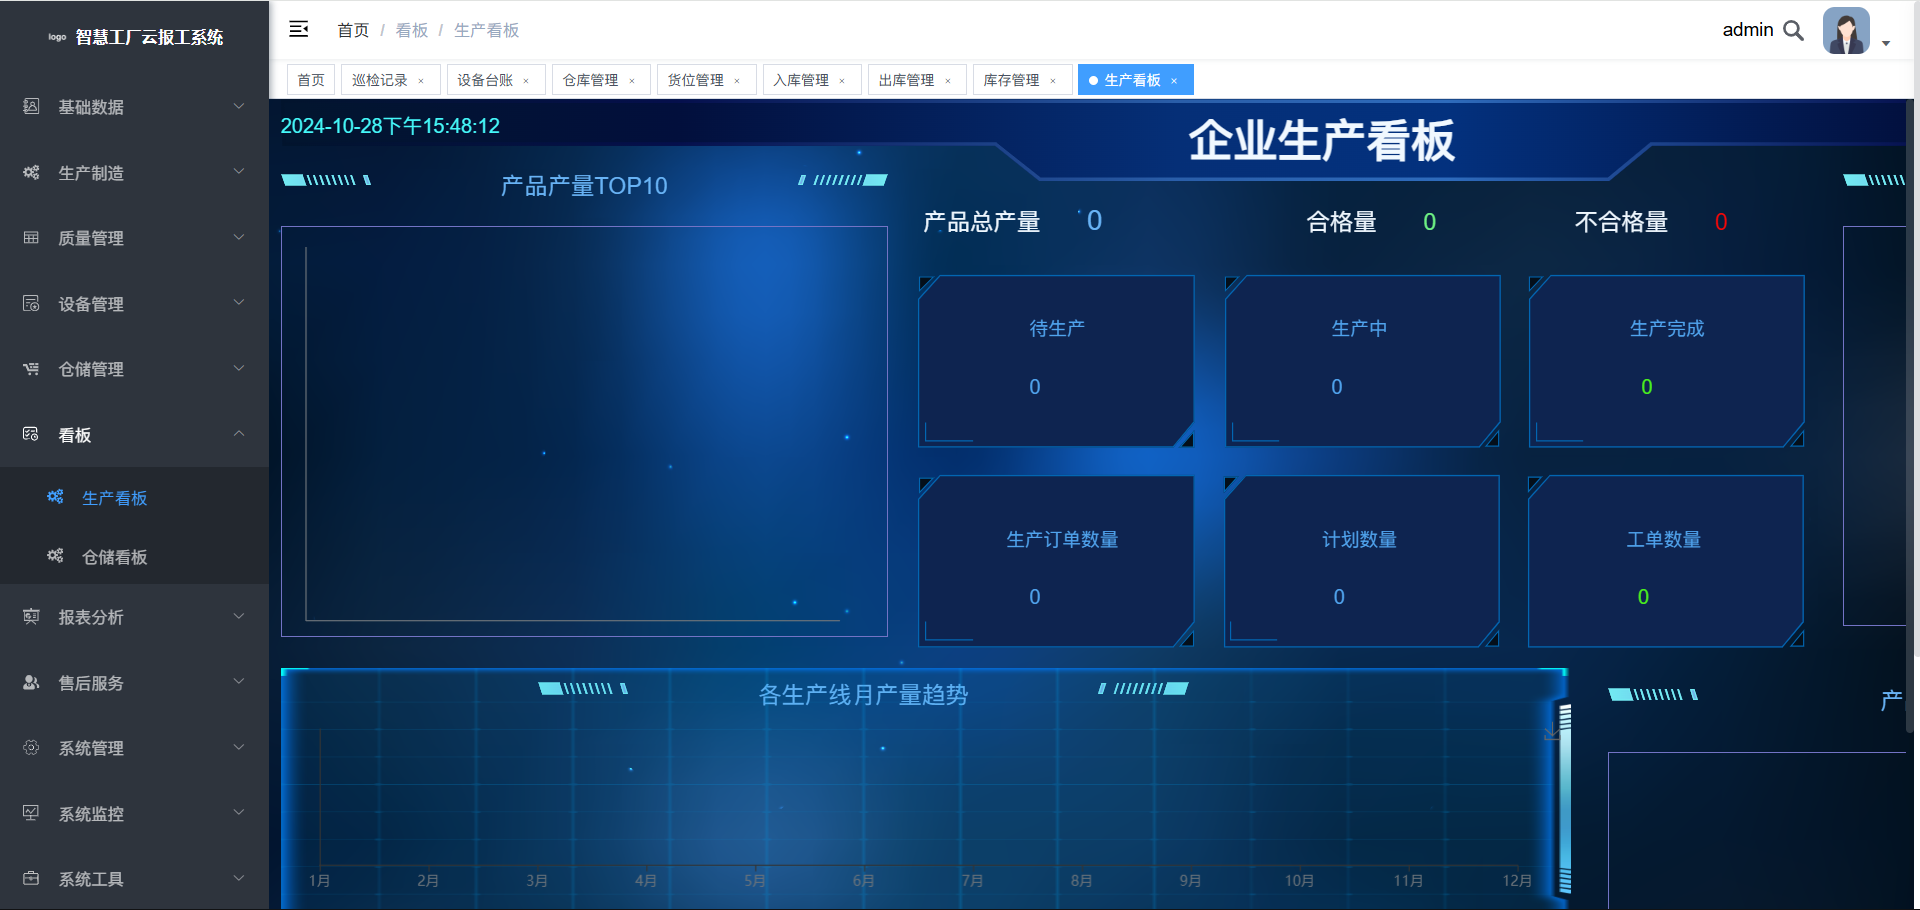 logo 智慧工厂云报工系统
首页 / 看板 / 生产看板
admin
首页
巡检记录 ×
设备台账 ×
仓库管理 ×
货位管理 ×
入库管理 ×
出库管理 ×
库存管理 ×
生产看板 ×
基础数据
生产制造
质量管理
设备管理
仓储管理
看板
生产看板
仓储看板
报表分析
售后服务
系统管理
系统监控
系统工具
2024-10-28下午15:48:12
企业生产看板
产品产量TOP10
产品总产量 0
合格量 0
不合格量 0
待生产
0
生产中
0
生产完成
0
生产订单数量
0
计划数量
0
工单数量
0
各生产线月产量趋势
1月 2月 3月 4月 5月 6月 7月 8月 9月 10月 11月 12月
产